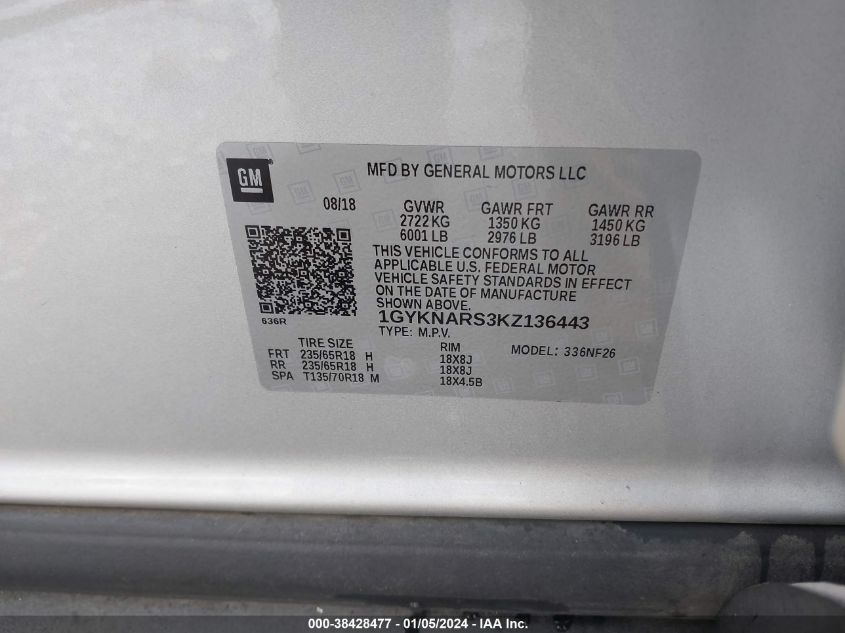 GM
MFD BY GENERAL MOTORS LLC
08/18 GVWR GAWR FRT GAWR RR
2722 KG 1350 KG 1450 KG
6001 LB 2976 LB 3196 LB
THIS VEHICLE CONFORMS TO ALL
APPLICABLE U.S. FEDERAL MOTOR
VEHICLE SAFETY STANDARDS IN EFFECT
ON THE DATE OF MANUFACTURE
SHOWN ABOVE.
636R
1GYKNARS3KZ136443
TYPE: M.P.V.
TIRE SIZE RIM MODEL: 336NF26
FRT 235/65R18 H 18X8J
RR 235/65R18 H 18X8J
SPA T135/70R18 M 18X4.5B
000-38428477 - 01/05/2024 - IAA Inc.